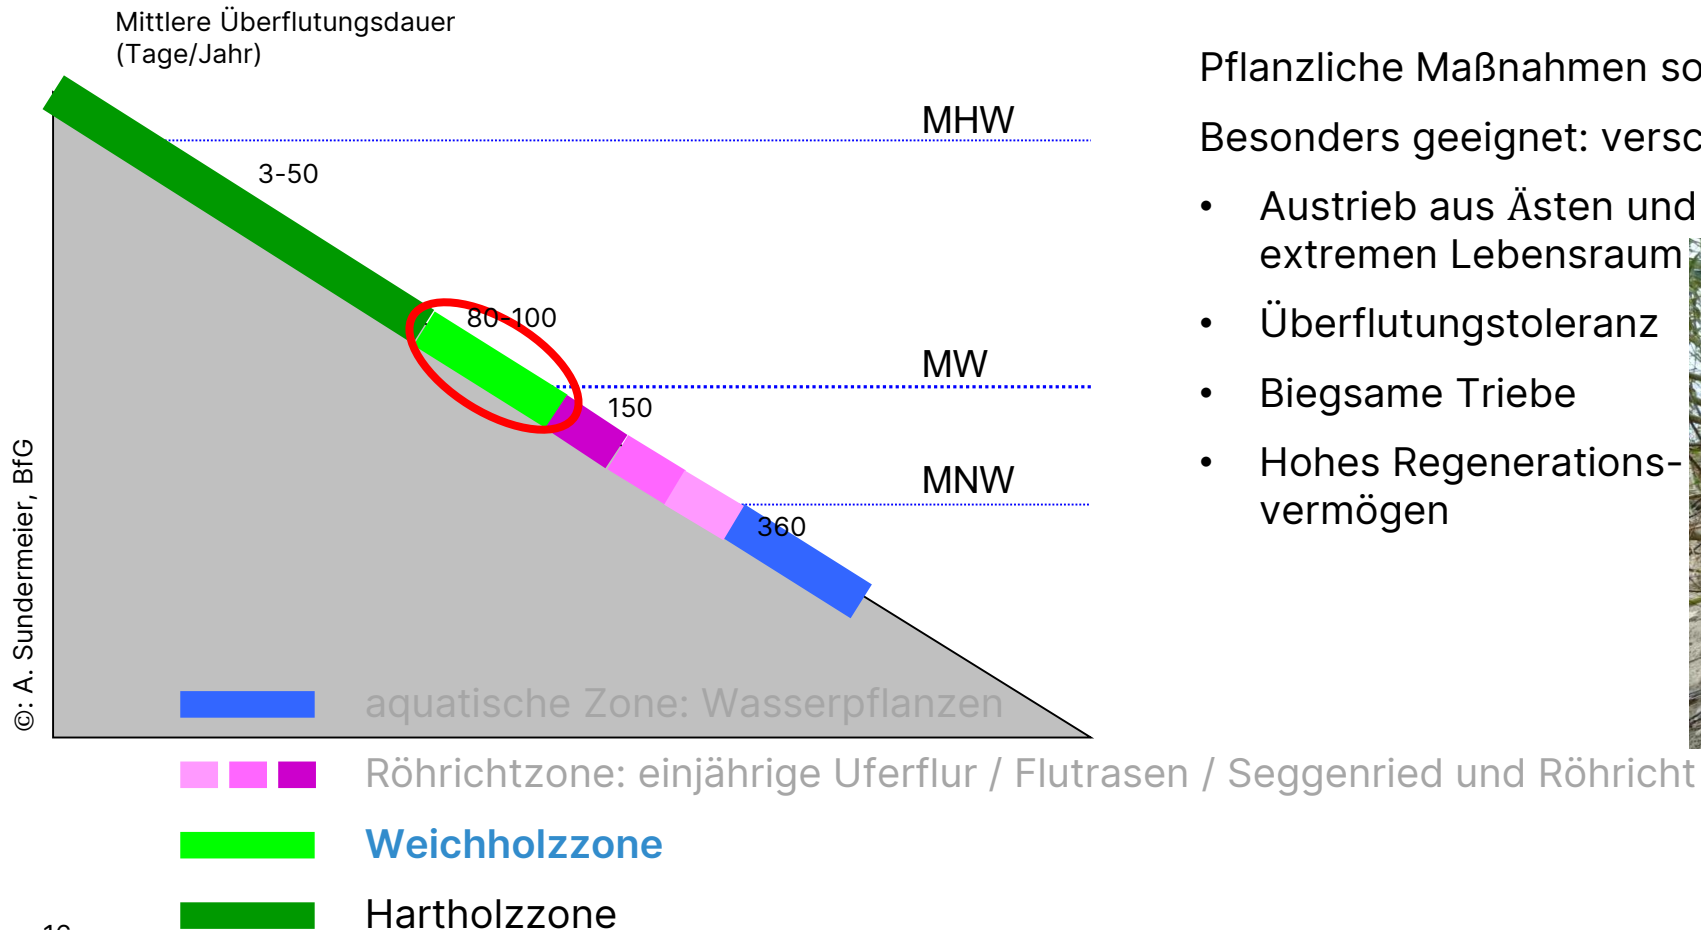 Mittlere Überflutungsdauer
(Tage/Jahr)
MHW
3-50
80-100
MW
150
MNW
360
©: A. Sundermeier, BfG
aquatische Zone: Wasserpflanzen
Röhrichtzone: einjährige Uferflur / Flutrasen / Seggenried und Röhricht
Weichholzzone
Hartholzzone
Pflanzliche Maßnahmen
Besonders geeignet:
• Austrieb aus Ästen und
extremen Lebensraum
• Überflutungstoleranz
• Biegsame Triebe
• Hohes Regenerations-
vermögen